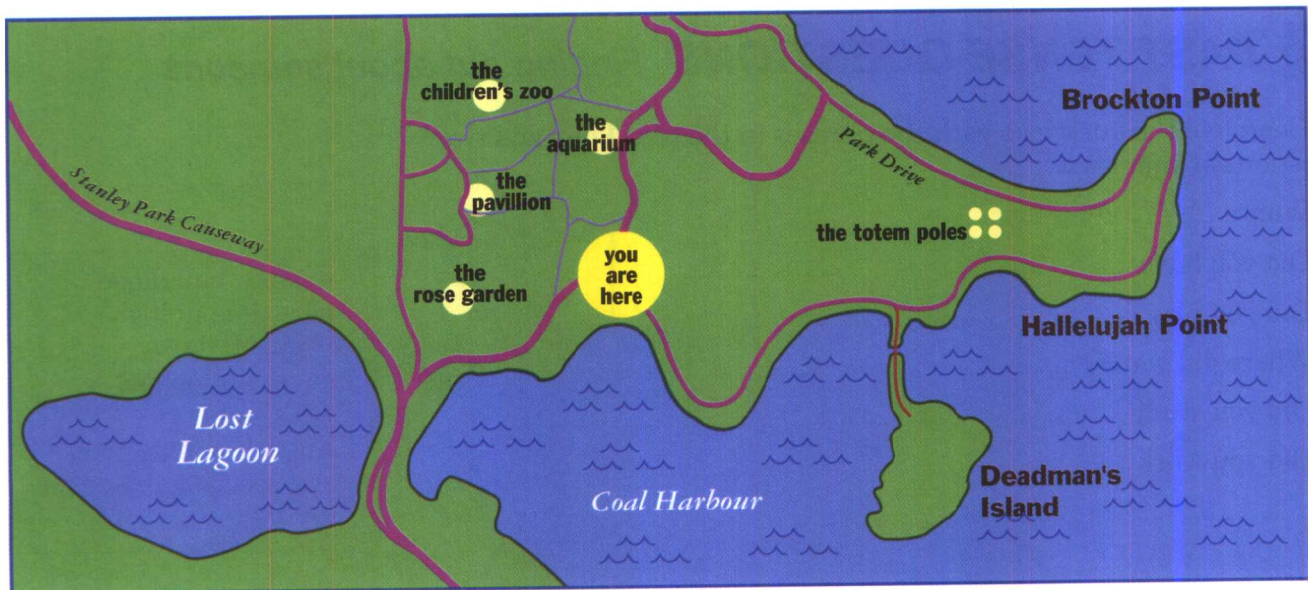 the
children's zoo
Brockton Point
the
aquarium
Park Drive
the
pavillion
Stanley Park Causeway
the totem poles
you
are
here
the
rose garden
Hallelujah Point
Lost
Lagoon
Deadman's
Island
Coal Harbour